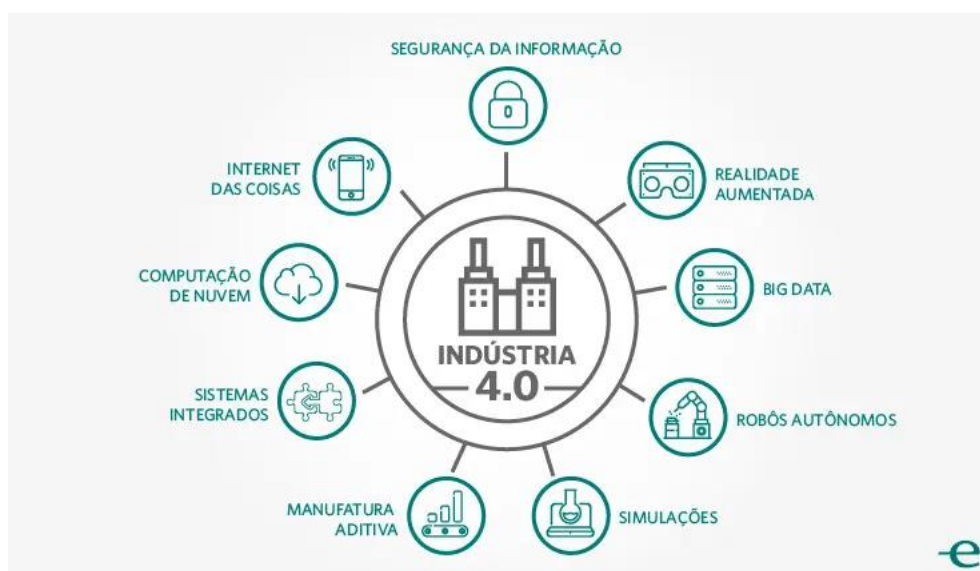 SEGURANÇA DA INFORMAÇÃO
INTERNET
DAS COISAS
REALIDADE
AUMENTADA
COMPUTAÇÃO
DE NUVEM
BIG DATA
INDÚSTRIA
4.0
SISTEMAS
INTEGRADOS
ROBÔS AUTÔNOMOS
MANUFATURA
ADITIVA
SIMULAÇÕES
e